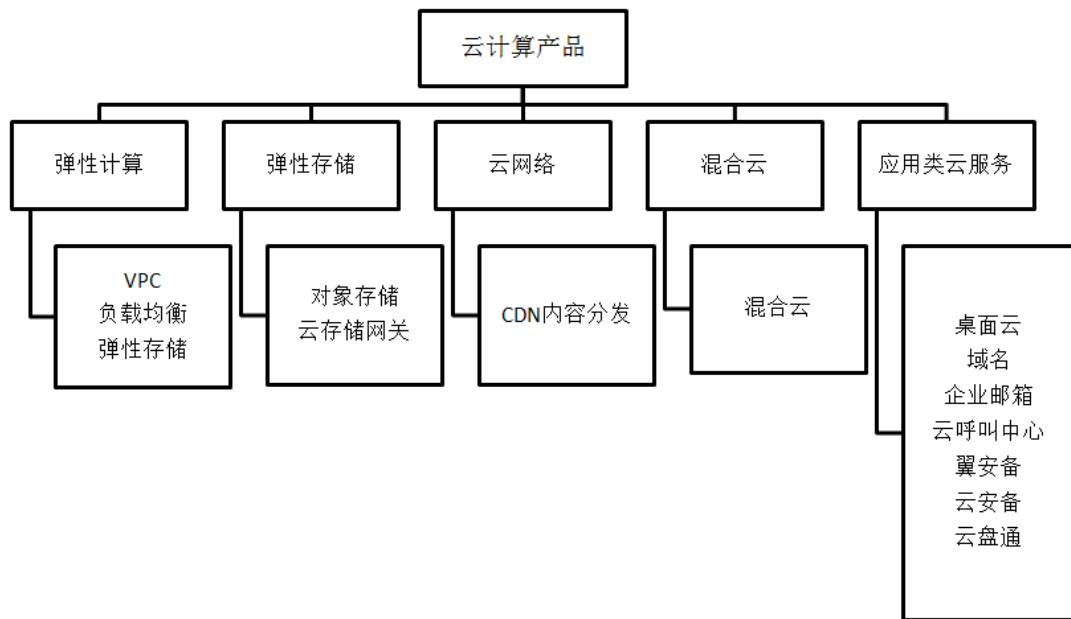 云计算产品
弹性计算
弹性存储
云网络
混合云
应用类云服务
VPC
负载均衡
弹性存储
对象存储
云存储网关
CDN内容分发
混合云
桌面云
域名
企业邮箱
云呼叫中心
翼安备
云安备
云盘通